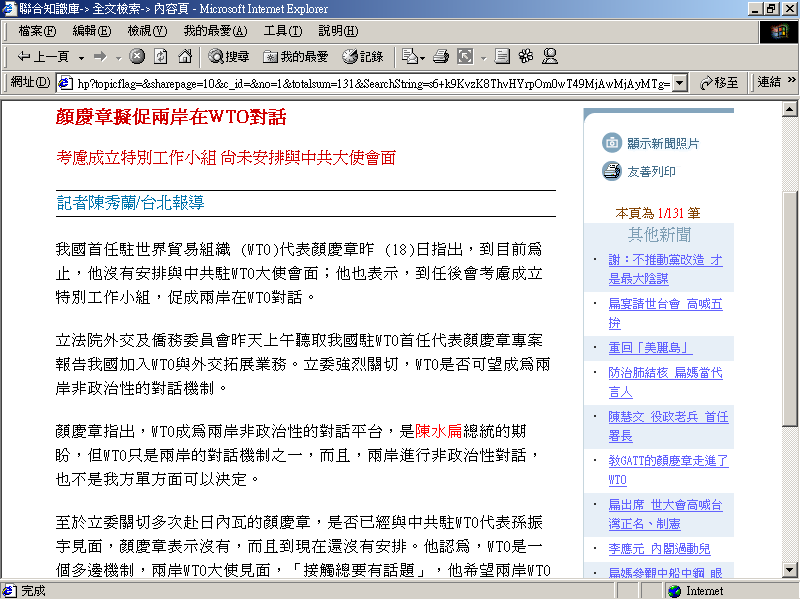 聯合知識庫-> 全文檢索-> 內容頁 - Microsoft Internet Explorer
檔案(F) 編輯(E) 檢視(V) 我的最愛(A) 工具(T) 說明(H)
上一頁 搜尋 我的最愛 記錄
網址(D) hp?topicflag=&sharepage=10&c_id=&no=1&totalsum=131&SearchString=s6+k9KvzK8ThvHYrpOm0wT49MjAwMjAyMTg= 移至 連結 »
顏慶章擬促兩岸在WTO對話
考慮成立特別工作小組 尚未安排與中共大使會面
記者陳秀蘭/台北報導
我國首任駐世界貿易組織 (WTO)代表顏慶章昨 (18)日指出，到目前為
止，他沒有安排與中共駐WTO大使會面；他也表示，到任後會考慮成立
特別工作小組，促成兩岸在WTO對話。
立法院外交及僑務委員會昨天上午聽取我國駐WTO首任代表顏慶章專案
報告我國加入WTO與外交拓展業務。立委強烈關切，WTO是否可望成為兩
岸非政治性的對話機制。
顏慶章指出，WTO成為兩岸非政治性的對話平台，是陳水扁總統的期
盼，但WTO只是兩岸的對話機制之一，而且，兩岸進行非政治性對話，
也不是我方單方面可以決定。
至於立委關切多次赴日內瓦的顏慶章，是否已經與中共駐WTO代表孫振
宇見面，顏慶章表示沒有，而且到現在還沒有安排。他認為，WTO是一
個多邊機制，兩岸WTO大使見面，「接觸總要有話題」，他希望兩岸WTO
顯示新聞照片
友善列印
本頁為 1/131 筆
其他新聞
‧ 謝：不推動黨改造 才
是最大陰謀
‧ 扁宴請世台會 高喊五
拚
‧ 重回「美麗島」
‧ 防治肺結核 扁媽當代
言人
‧ 陳慧文 役政老兵 首任
署長
‧ 敎GATT的顏慶章走進了
WTO
‧ 扁出席 世大會高喊台
灣正名、制憲
‧ 李應元 內閣過動兒
‧ 扁媽參觀中船中鋼 眼
完成 Internet